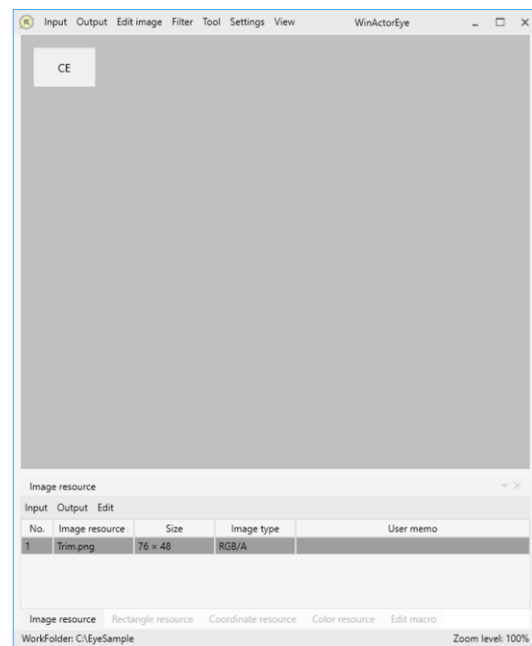 Input Output Edit image Filter Tool Settings View WinActorEye
CE
Image resource
Input Output Edit
No. Image resource Size Image type User memo
1 Trim.png 76 × 48 RGB/A
Image resource Rectangle resource Coordinate resource Color resource Edit macro
WorkFolder: C:\EyeSample Zoom level: 100%